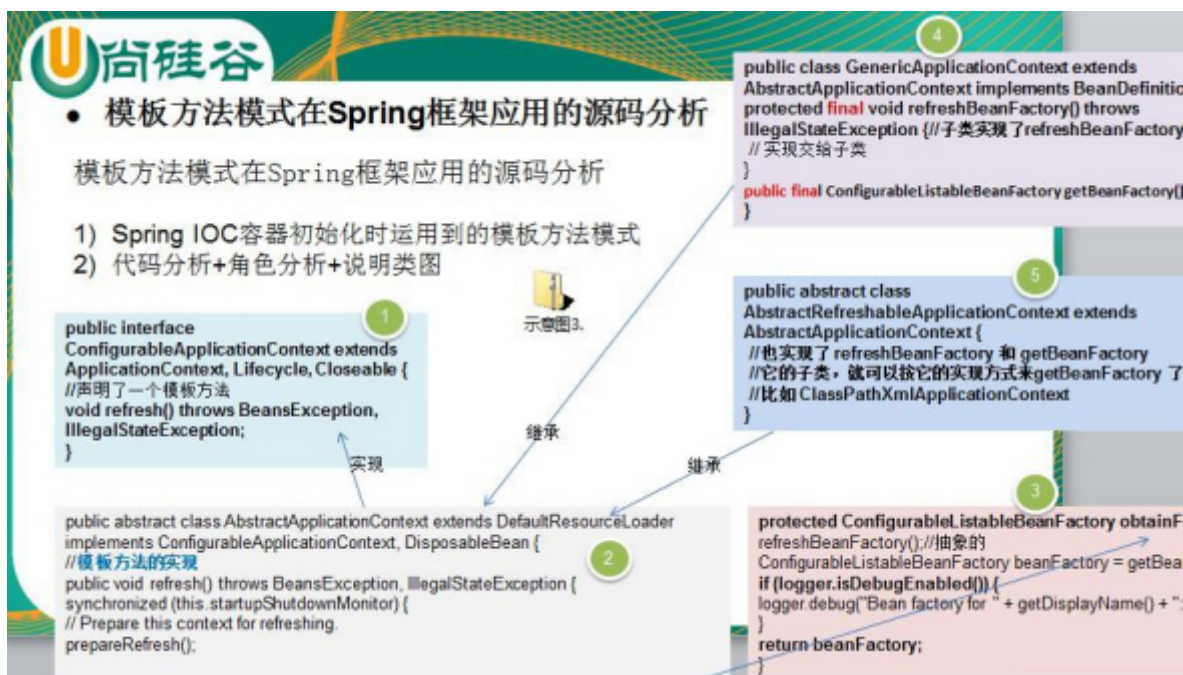 尚硅谷
• 模板方法模式在Spring框架应用的源码分析
模板方法模式在Spring框架应用的源码分析
1) Spring IOC容器初始化时运用到的模板方法模式
2) 代码分析+角色分析+说明类图
示意图3.
1
public interface
ConfigurableApplicationContext extends
ApplicationContext, Lifecycle, Closeable {
//声明了一个模板方法
void refresh() throws BeansException,
IllegalStateException;
}
实现
继承
继承
2
public abstract class AbstractApplicationContext extends DefaultResourceLoader
implements ConfigurableApplicationContext, DisposableBean {
//模板方法的实现
public void refresh() throws BeansException, IllegalStateException {
synchronized (this.startupShutdownMonitor) {
// Prepare this context for refreshing.
prepareRefresh();
4
public class GenericApplicationContext extends
AbstractApplicationContext implements BeanDefinitio
protected final void refreshBeanFactory() throws
IllegalStateException {//子类实现了refreshBeanFactory
// 实现交给子类
}
public final ConfigurableListableBeanFactory getBeanFactory()
}
5
public abstract class
AbstractRefreshableApplicationContext extends
AbstractApplicationContext {
//也实现了 refreshBeanFactory 和 getBeanFactory
//它的子类，就可以按它的实现方式来getBeanFactory 了
//比如 ClassPathXmlApplicationContext
}
3
protected ConfigurableListableBeanFactory obtainF
refreshBeanFactory();//抽象的
ConfigurableListableBeanFactory beanFactory = getBea
if (logger.isDebugEnabled()) {
logger.debug("Bean factory for " + getDisplayName() + ":
}
return beanFactory;
}